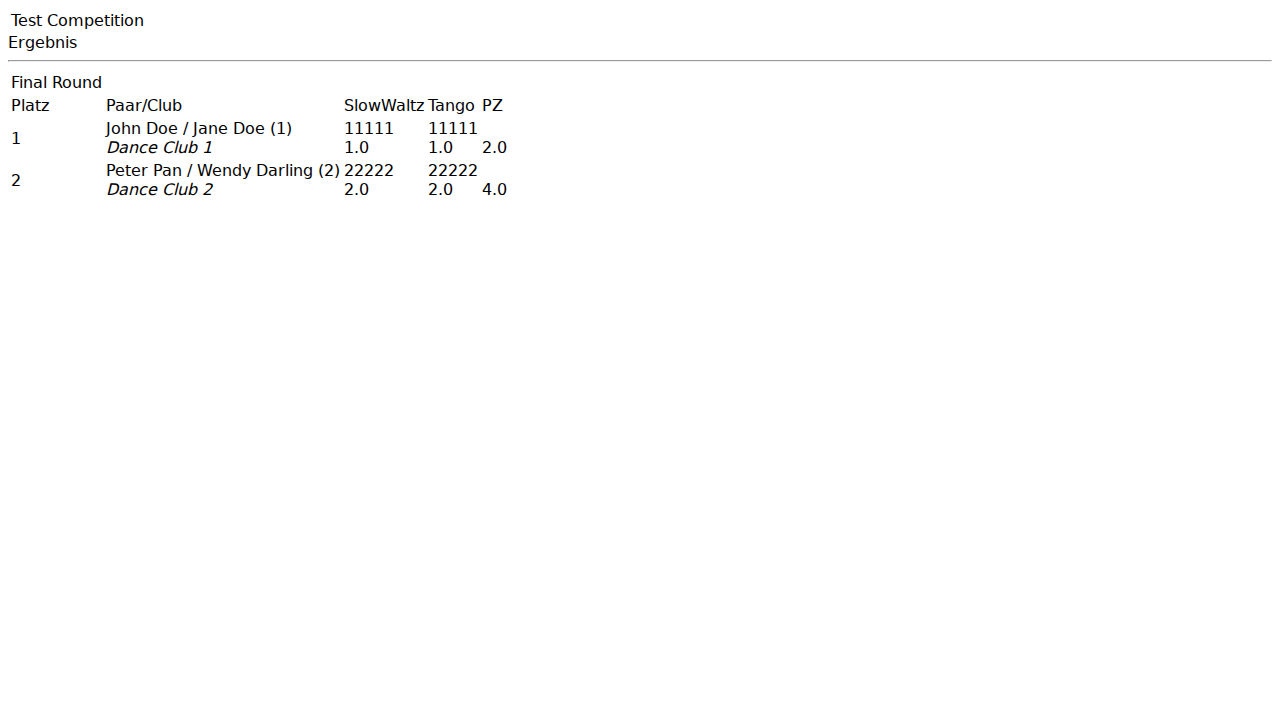 Test Competition
Ergebnis
Final Round
Platz Paar/Club SlowWaltz Tango PZ
1 John Doe / Jane Doe (1) 11111 11111
Dance Club 1 1.0 1.0 2.0
2 Peter Pan / Wendy Darling (2) 22222 22222
Dance Club 2 2.0 2.0 4.0